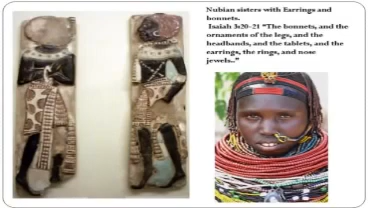 Nubian sisters with Earrings and
bonnets.
Isaiah 3:20-21 "The bonnets, and the
ornaments of the legs, and the
headbands, and the tablets, and the
earrings, the rings, and nose
jewels.."